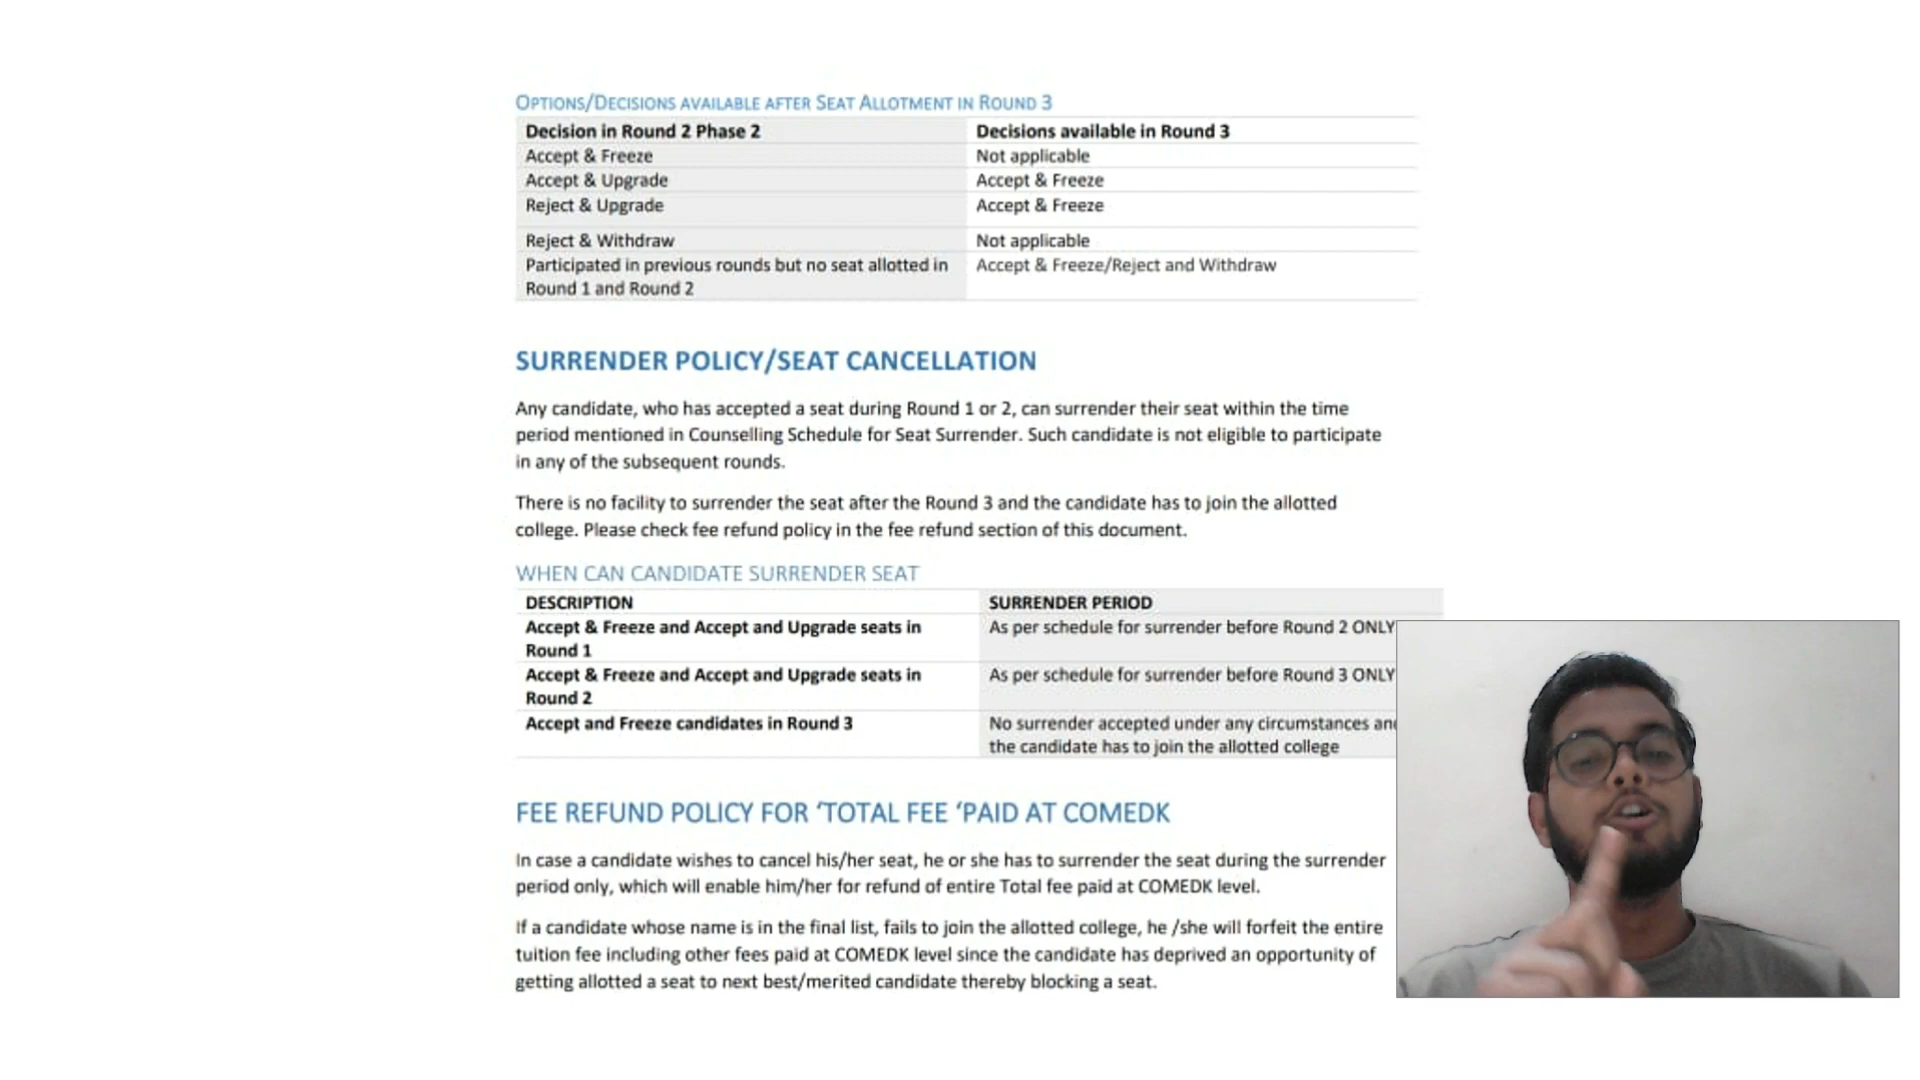 OPTIONS/DECISIONS AVAILABLE AFTER SEAT ALLOTMENT IN ROUND 3
Decision in Round 2 Phase 2 Decisions available in Round 3
Accept & Freeze Not applicable
Accept & Upgrade Accept & Freeze
Reject & Upgrade Accept & Freeze
Reject & Withdraw Not applicable
Participated in previous rounds but no seat allotted in Accept & Freeze/Reject and Withdraw
Round 1 and Round 2
SURRENDER POLICY/SEAT CANCELLATION
Any candidate, who has accepted a seat during Round 1 or 2, can surrender their seat within the time
period mentioned in Counselling Schedule for Seat Surrender. Such candidate is not eligible to participate
in any of the subsequent rounds.
There is no facility to surrender the seat after the Round 3 and the candidate has to join the allotted
college. Please check fee refund policy in the fee refund section of this document.
WHEN CAN CANDIDATE SURRENDER SEAT
DESCRIPTION SURRENDER PERIOD
Accept & Freeze and Accept and Upgrade seats in As per schedule for surrender before Round 2 ONLY
Round 1
Accept & Freeze and Accept and Upgrade seats in As per schedule for surrender before Round 3 ONLY
Round 2
Accept and Freeze candidates in Round 3 No surrender accepted under any circumstances an
the candidate has to join the allotted college
FEE REFUND POLICY FOR ‘TOTAL FEE ‘PAID AT COMEDK
In case a candidate wishes to cancel his/her seat, he or she has to surrender the seat during the surrender
period only, which will enable him/her for refund of entire Total fee paid at COMEDK level.
If a candidate whose name is in the final list, fails to join the allotted college, he /she will forfeit the entire
tuition fee including other fees paid at COMEDK level since the candidate has deprived an opportunity of
getting allotted a seat to next best/merited candidate thereby blocking a seat.